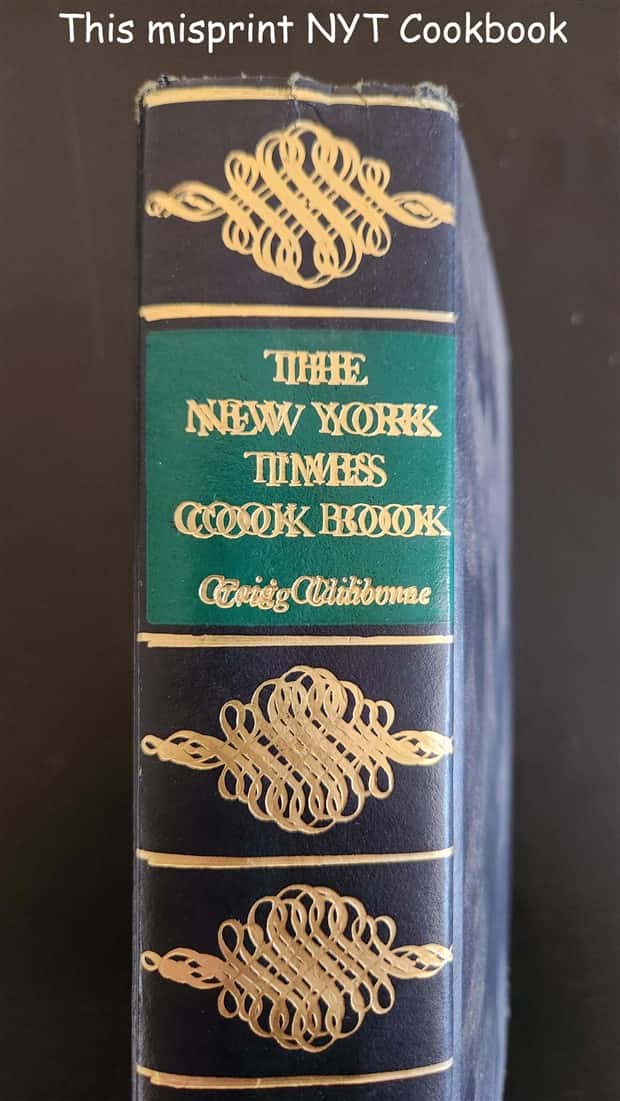 This misprint NYT Cookbook
THE
NEW YORK
TIMES
COOK BOOK
Craig Claiborne